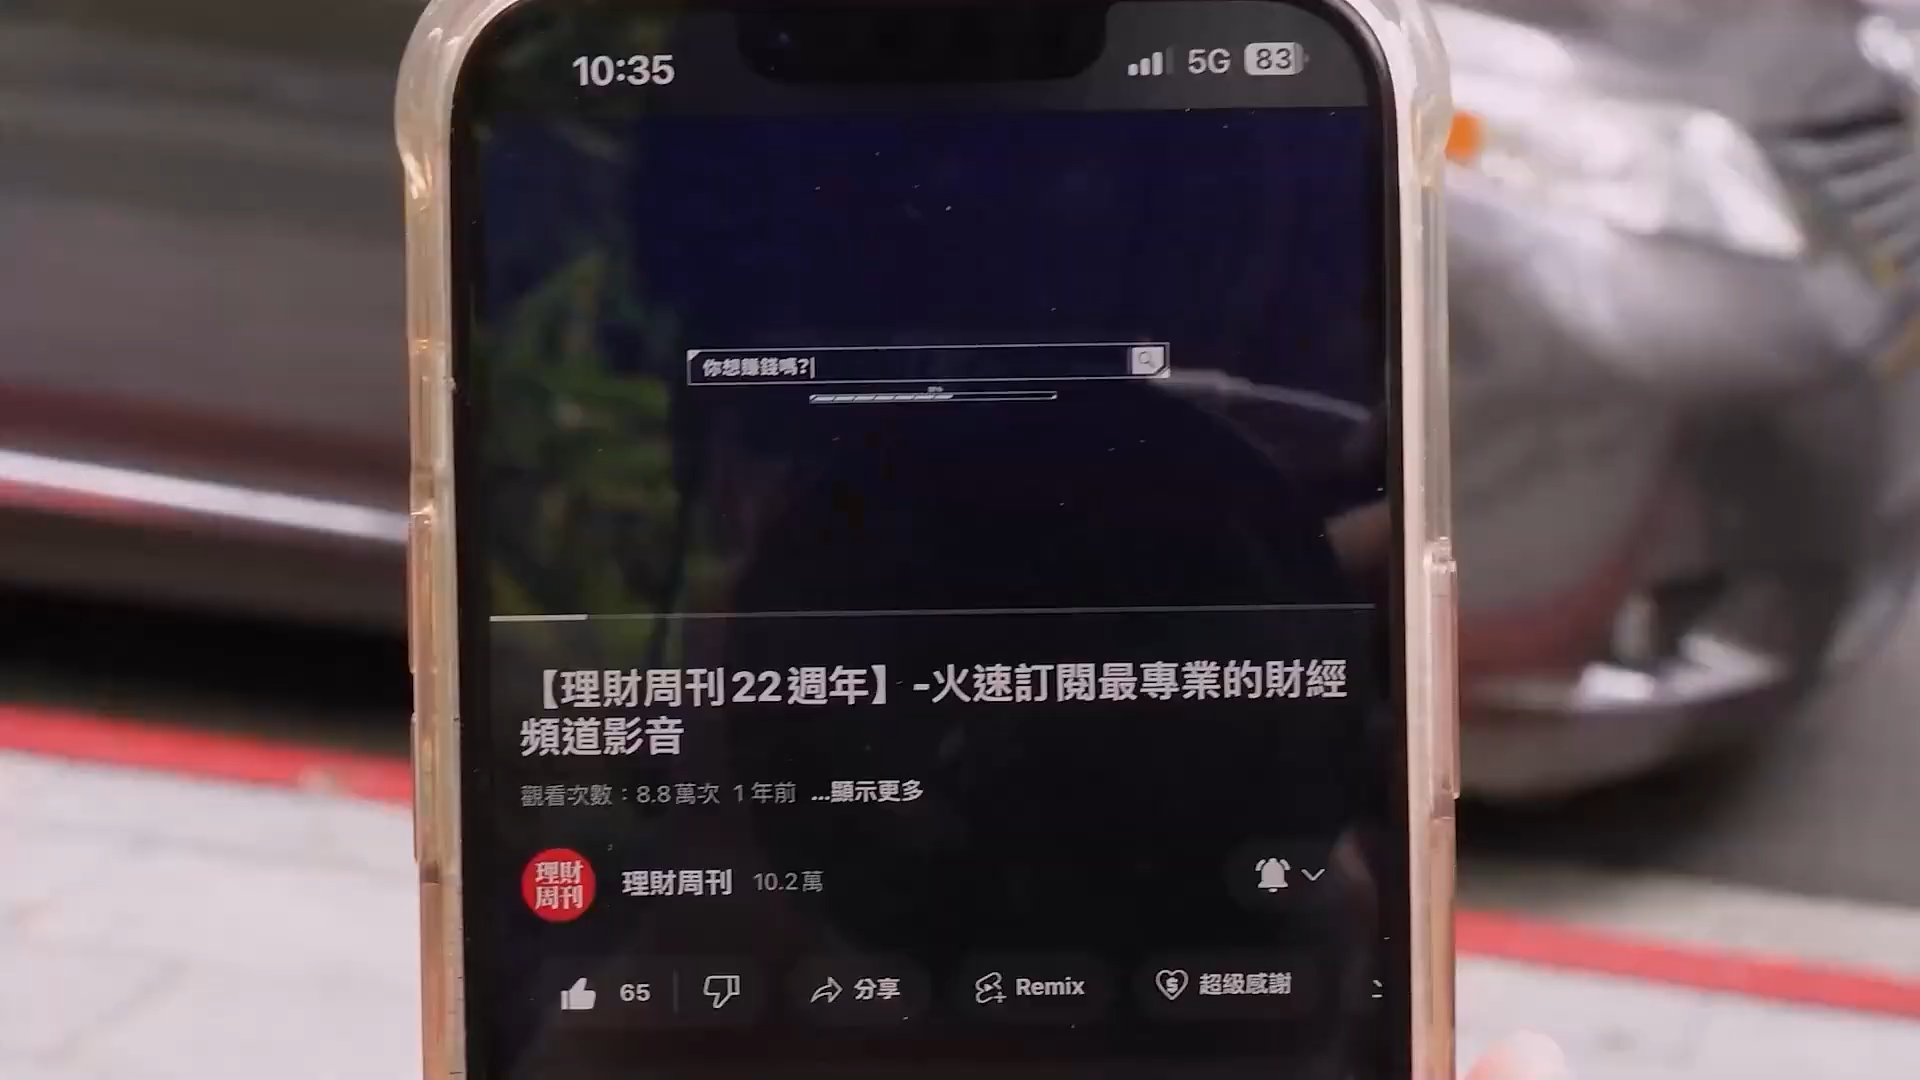 10:35
5G 83
你想賺錢嗎?
【理財周刊22週年】-火速訂閱最專業的財經
頻道影音
觀看次數：8.8萬次 1年前 ...顯示更多
理財
周刊
理財周刊 10.2萬
65 分享 Remix 超級感謝